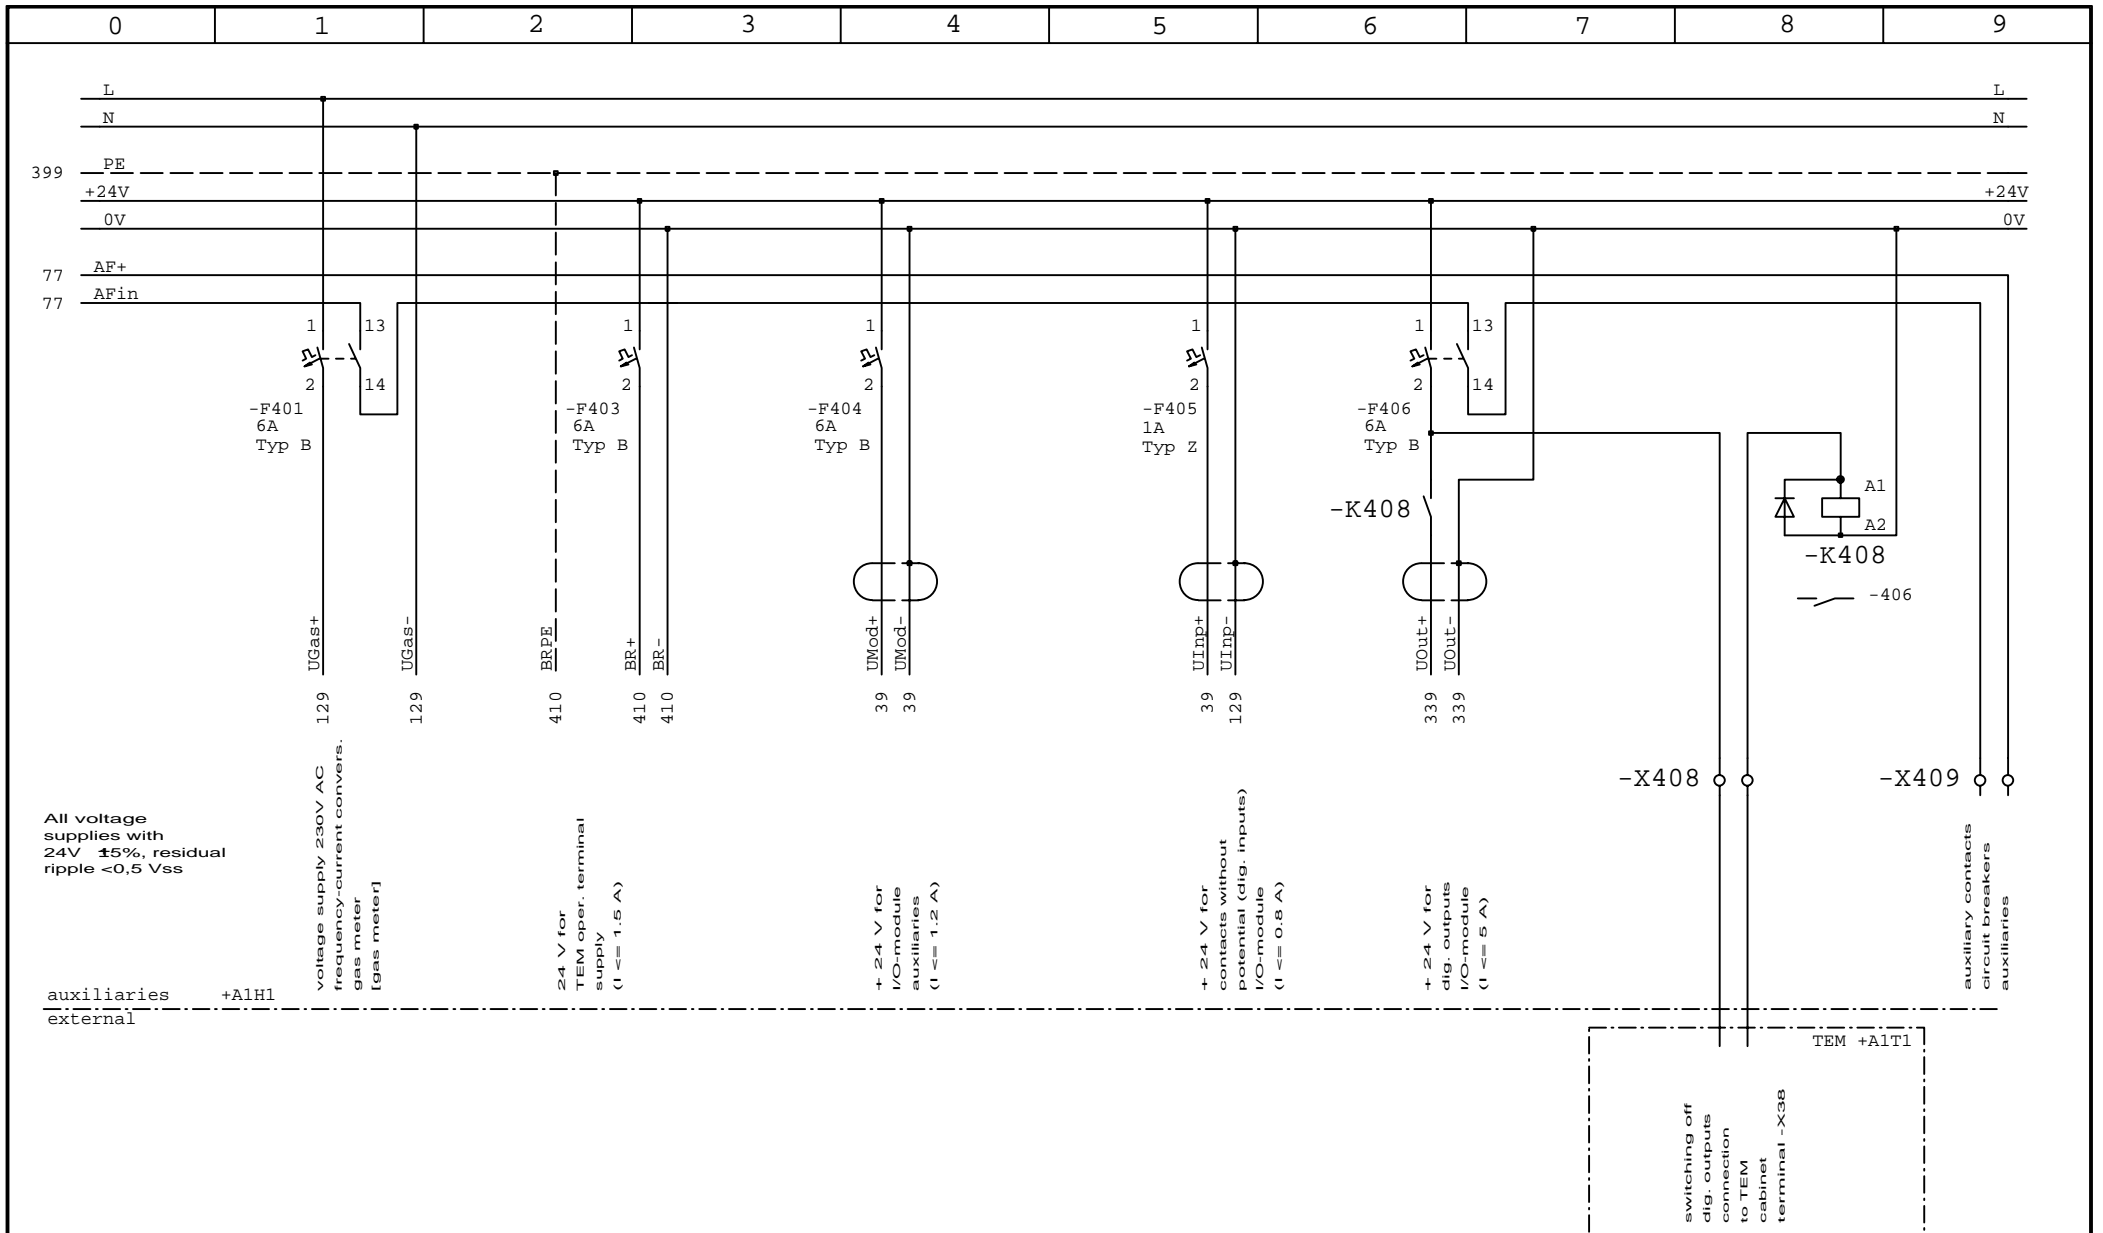 0 1 2 3 4 5 6 7 8 9
L L
N N
399 PE
+24V +24V
0V 0V
77 AF+
77 AFin
1 13 1 1 1 1 13
2 14 2 2 2 2 14
-F401
6A
Typ B
-F403
6A
Typ B
-F404
6A
Typ B
-F405
1A
Typ Z
-F406
6A
Typ B
-K408
A1
A2
-K408
-406
UGas+
UGas-
BRPE
BR+
BR-
UMod+
UMod-
UInp+
UInp-
UOut+
UOut-
129
129
410
410
410
39
39
39
129
339
339
-X408
-X409
All voltage
supplies with
24V ±5%, residual
ripple <0,5 Vss
voltage supply 230V AC
frequency-current convers.
gas meter
[gas meter]
24 V for
TEM oper. terminal
supply
(I <= 1.5 A)
+ 24 V for
I/O-module
auxiliaries
(I <= 1.2 A)
+ 24 V for
contacts without
potential (dig. inputs)
I/O-module
(I <= 0.8 A)
+ 24 V for
dig. outputs
I/O-module
(I <= 5 A)
auxiliary contacts
circuit breakers
auxiliaries
auxiliaries +A1H1
external
TEM +A1T1
switching off
dig. outputs
connection
to TEM
cabinet
terminal -X38